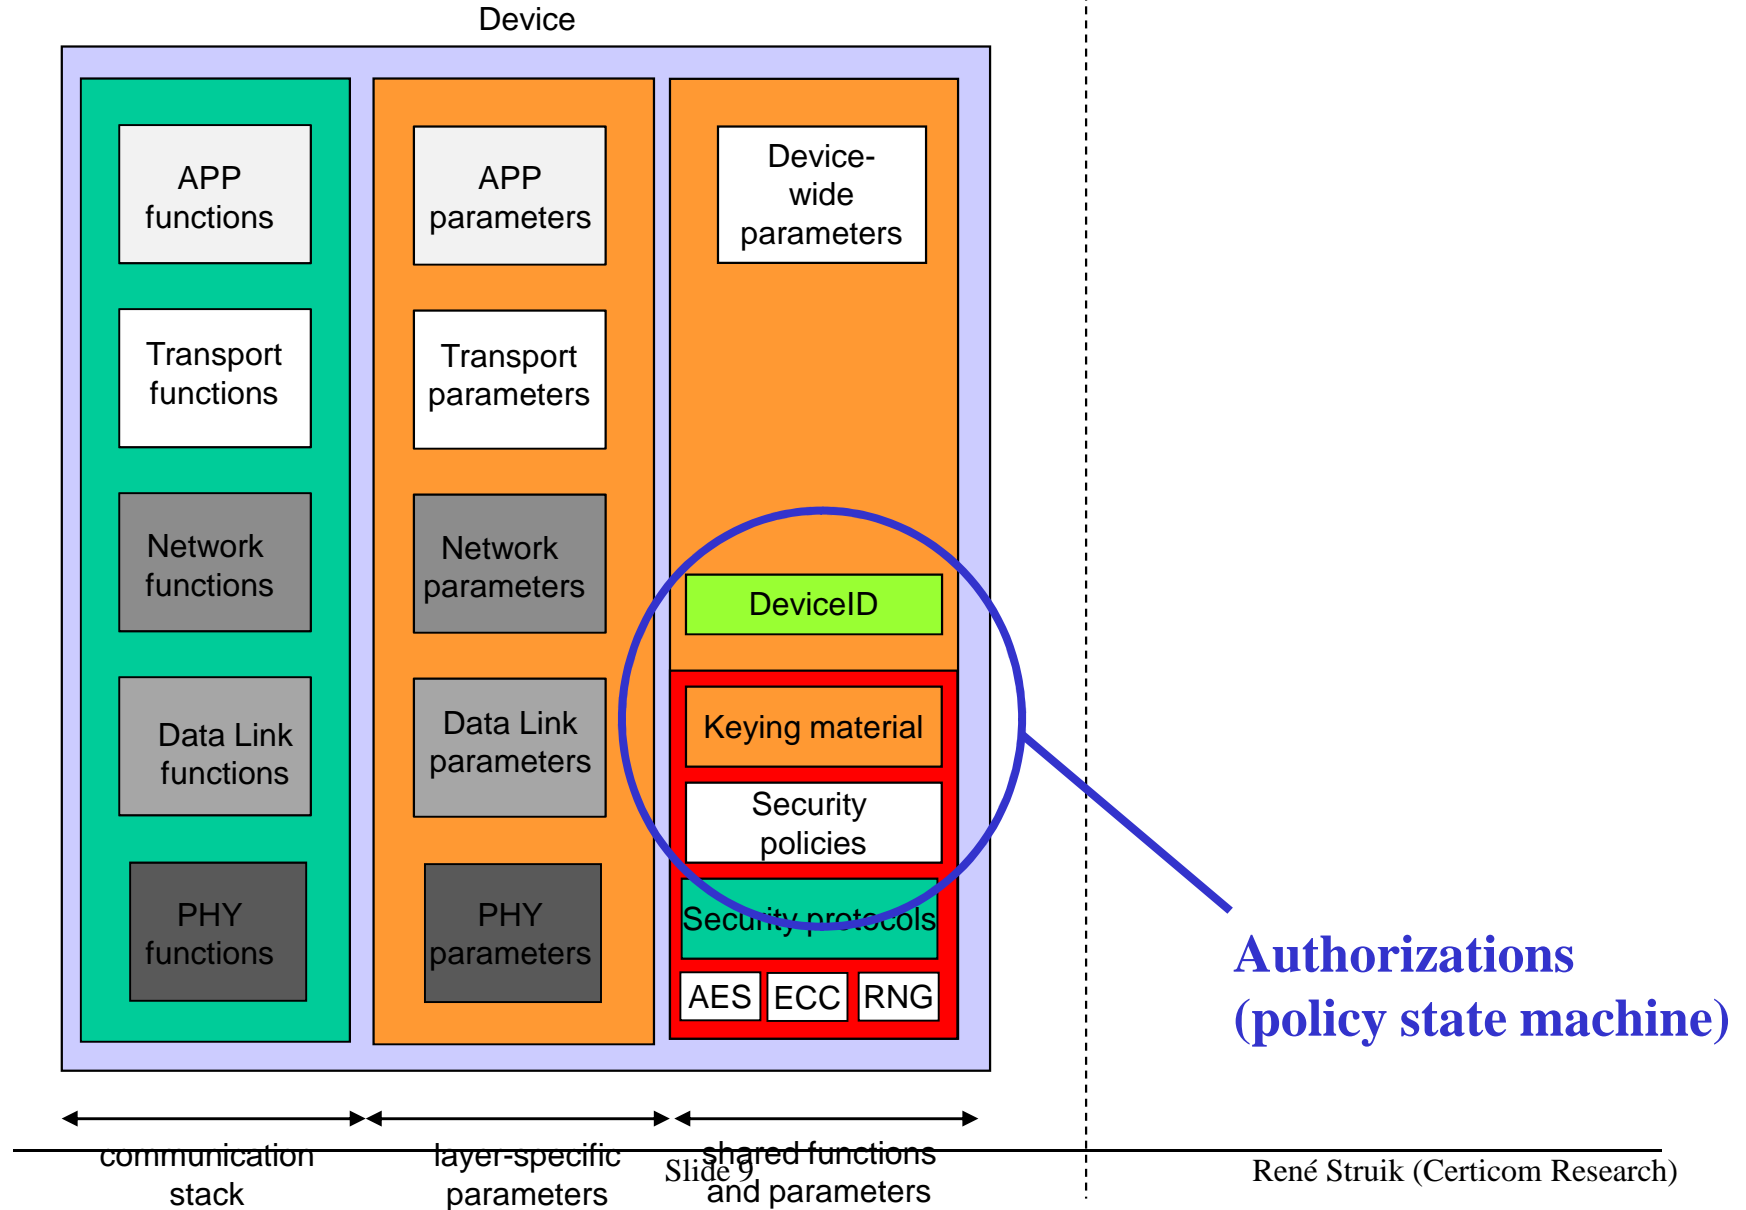 Device
APP
functions
Transport
functions
Network
functions
Data Link
functions
PHY
functions
APP
parameters
Transport
parameters
Network
parameters
Data Link
parameters
PHY
parameters
Device-
wide
parameters
DeviceID
Keying material
Security
policies
Security protocols
AES ECC RNG
Authorizations
(policy state machine)
communication
stack
layer-specific
parameters
shared functions
and parameters
Slide 9
René Struik (Certicom Research)